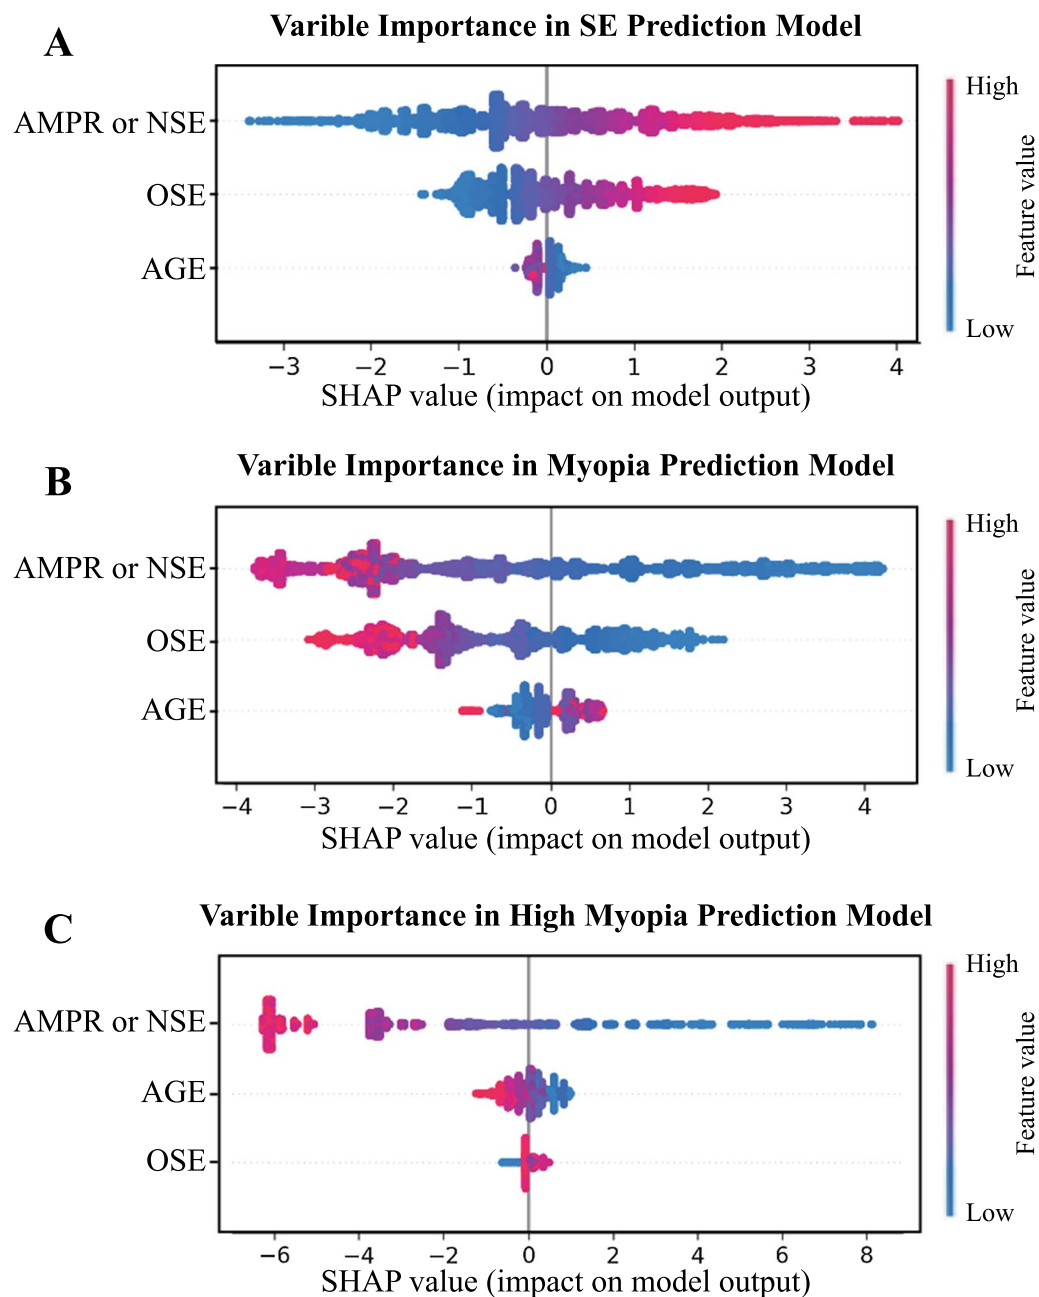 A
Varible Importance in SE Prediction Model
AMPR or NSE
OSE
AGE
High
Feature value
Low
−3 −2 −1 0 1 2 3 4
SHAP value (impact on model output)
B
Varible Importance in Myopia Prediction Model
AMPR or NSE
OSE
AGE
High
Feature value
Low
−4 −3 −2 −1 0 1 2 3 4
SHAP value (impact on model output)
C
Varible Importance in High Myopia Prediction Model
AMPR or NSE
AGE
OSE
High
Feature value
Low
−6 −4 −2 0 2 4 6 8
SHAP value (impact on model output)